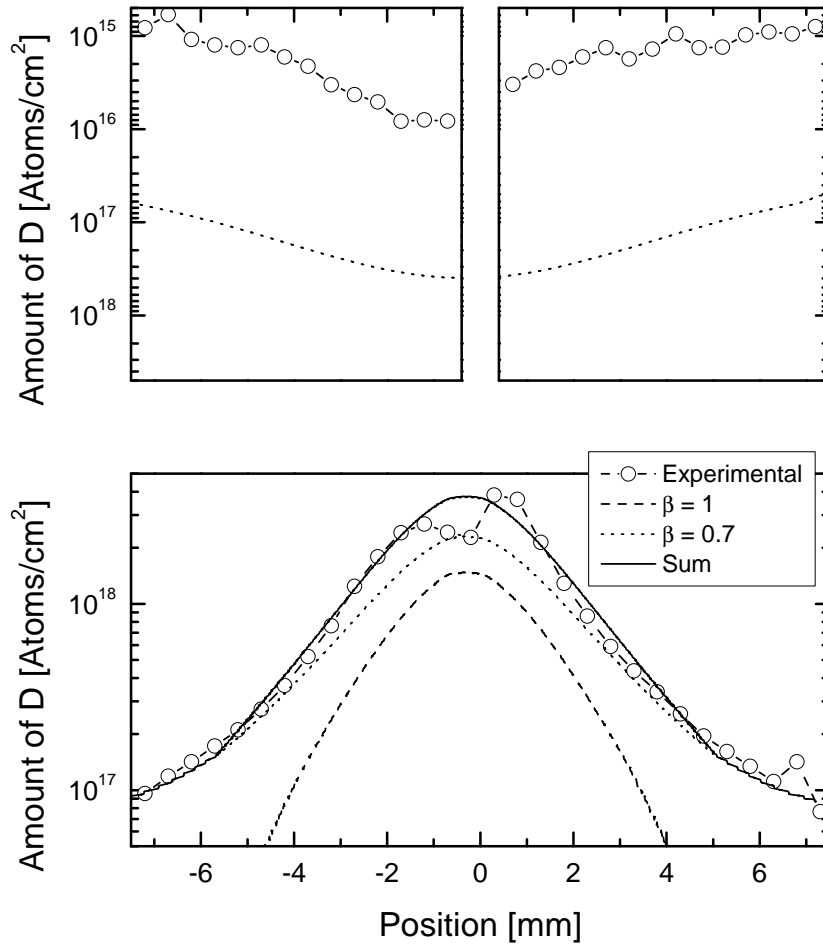 10^15
10^16
10^17
10^18
Amount of D [Atoms/cm^2]
Experimental
β = 1
β = 0.7
Sum
10^18
10^17
Amount of D [Atoms/cm^2]
-6 -4 -2 0 2 4 6
Position [mm]